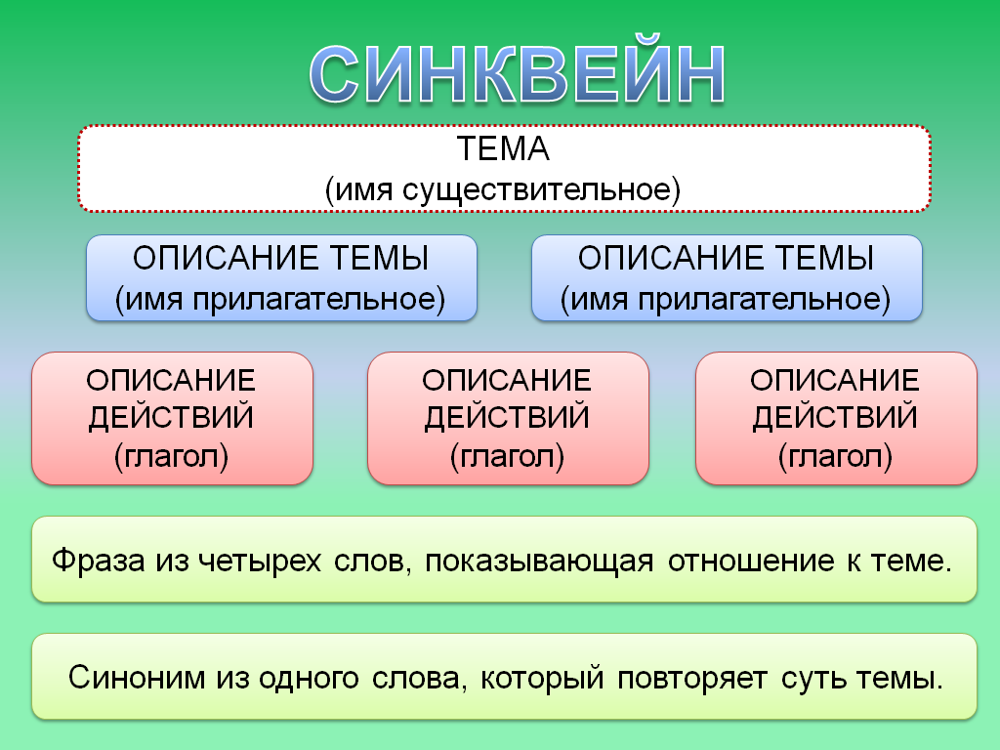 СИНКВЕЙН
ТЕМА
(имя существительное)
ОПИСАНИЕ ТЕМЫ
(имя прилагательное)
ОПИСАНИЕ ТЕМЫ
(имя прилагательное)
ОПИСАНИЕ
ДЕЙСТВИЙ
(глагол)
ОПИСАНИЕ
ДЕЙСТВИЙ
(глагол)
ОПИСАНИЕ
ДЕЙСТВИЙ
(глагол)
Фраза из четырех слов, показывающая отношение к теме.
Синоним из одного слова, который повторяет суть темы.